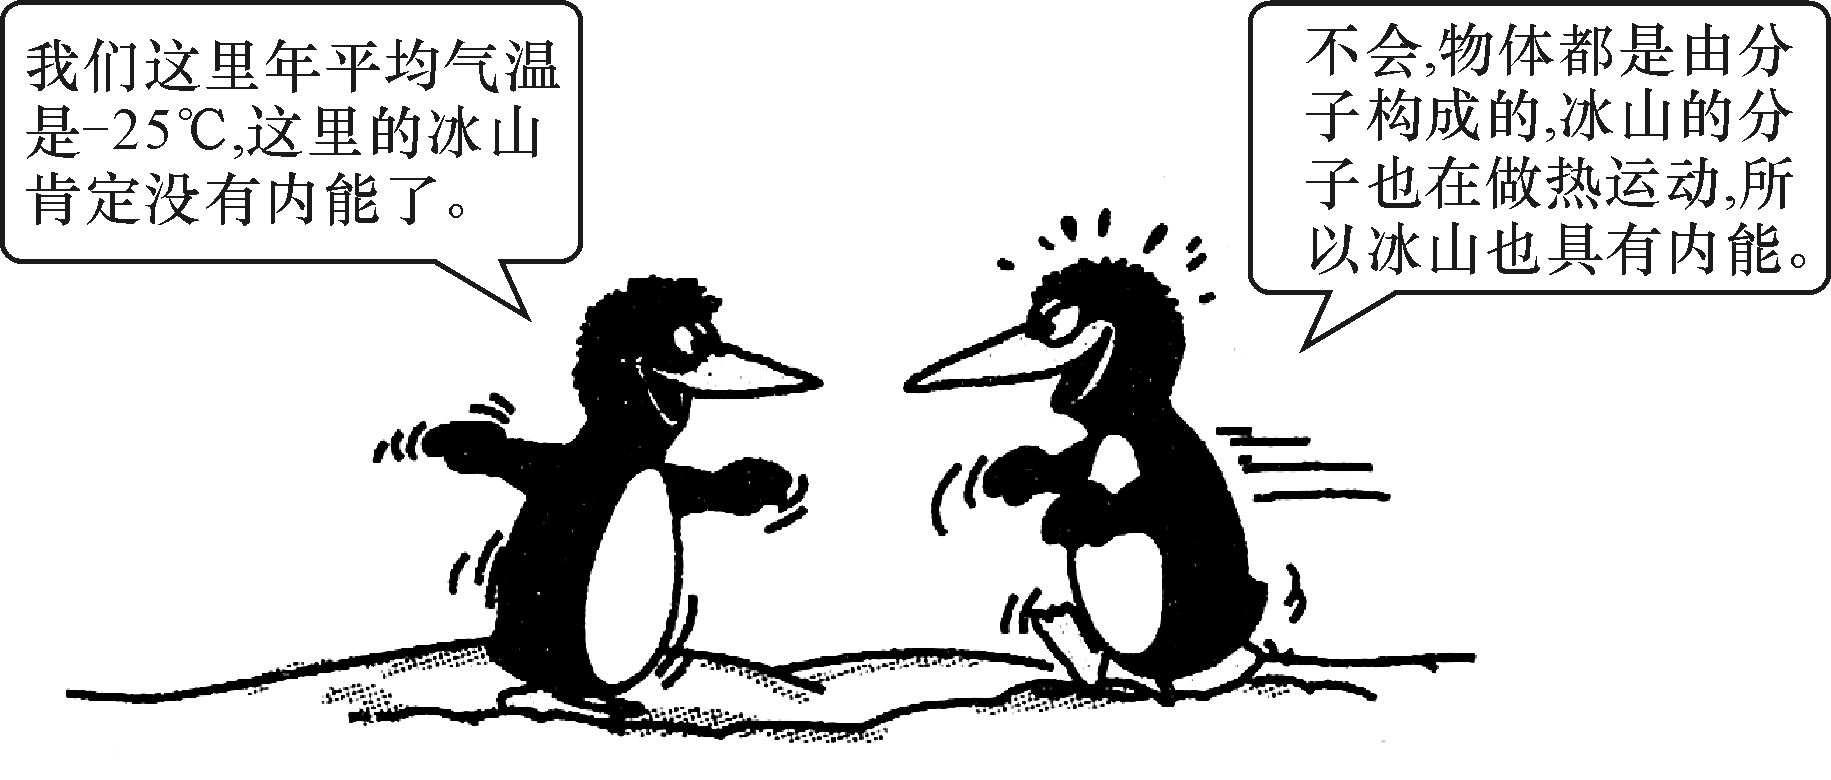 我们这里年平均气温
是-25℃,这里的冰山
肯定没有内能了。
不会,物体都是由分
子构成的,冰山的分
子也在做热运动,所
以冰山也具有内能。